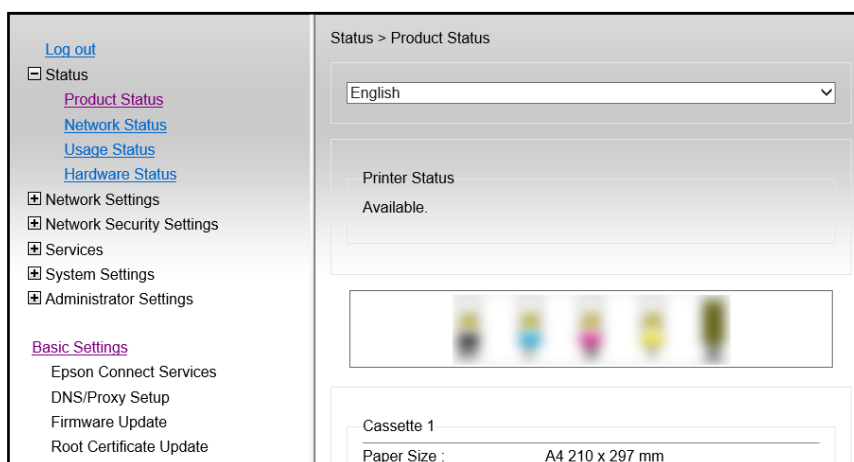 Log out
Status
Product Status
Network Status
Usage Status
Hardware Status
Network Settings
Network Security Settings
Services
System Settings
Administrator Settings
Basic Settings
Epson Connect Services
DNS/Proxy Setup
Firmware Update
Root Certificate Update
Status > Product Status
English
Printer Status
Available.
Cassette 1
Paper Size : A4 210 x 297 mm